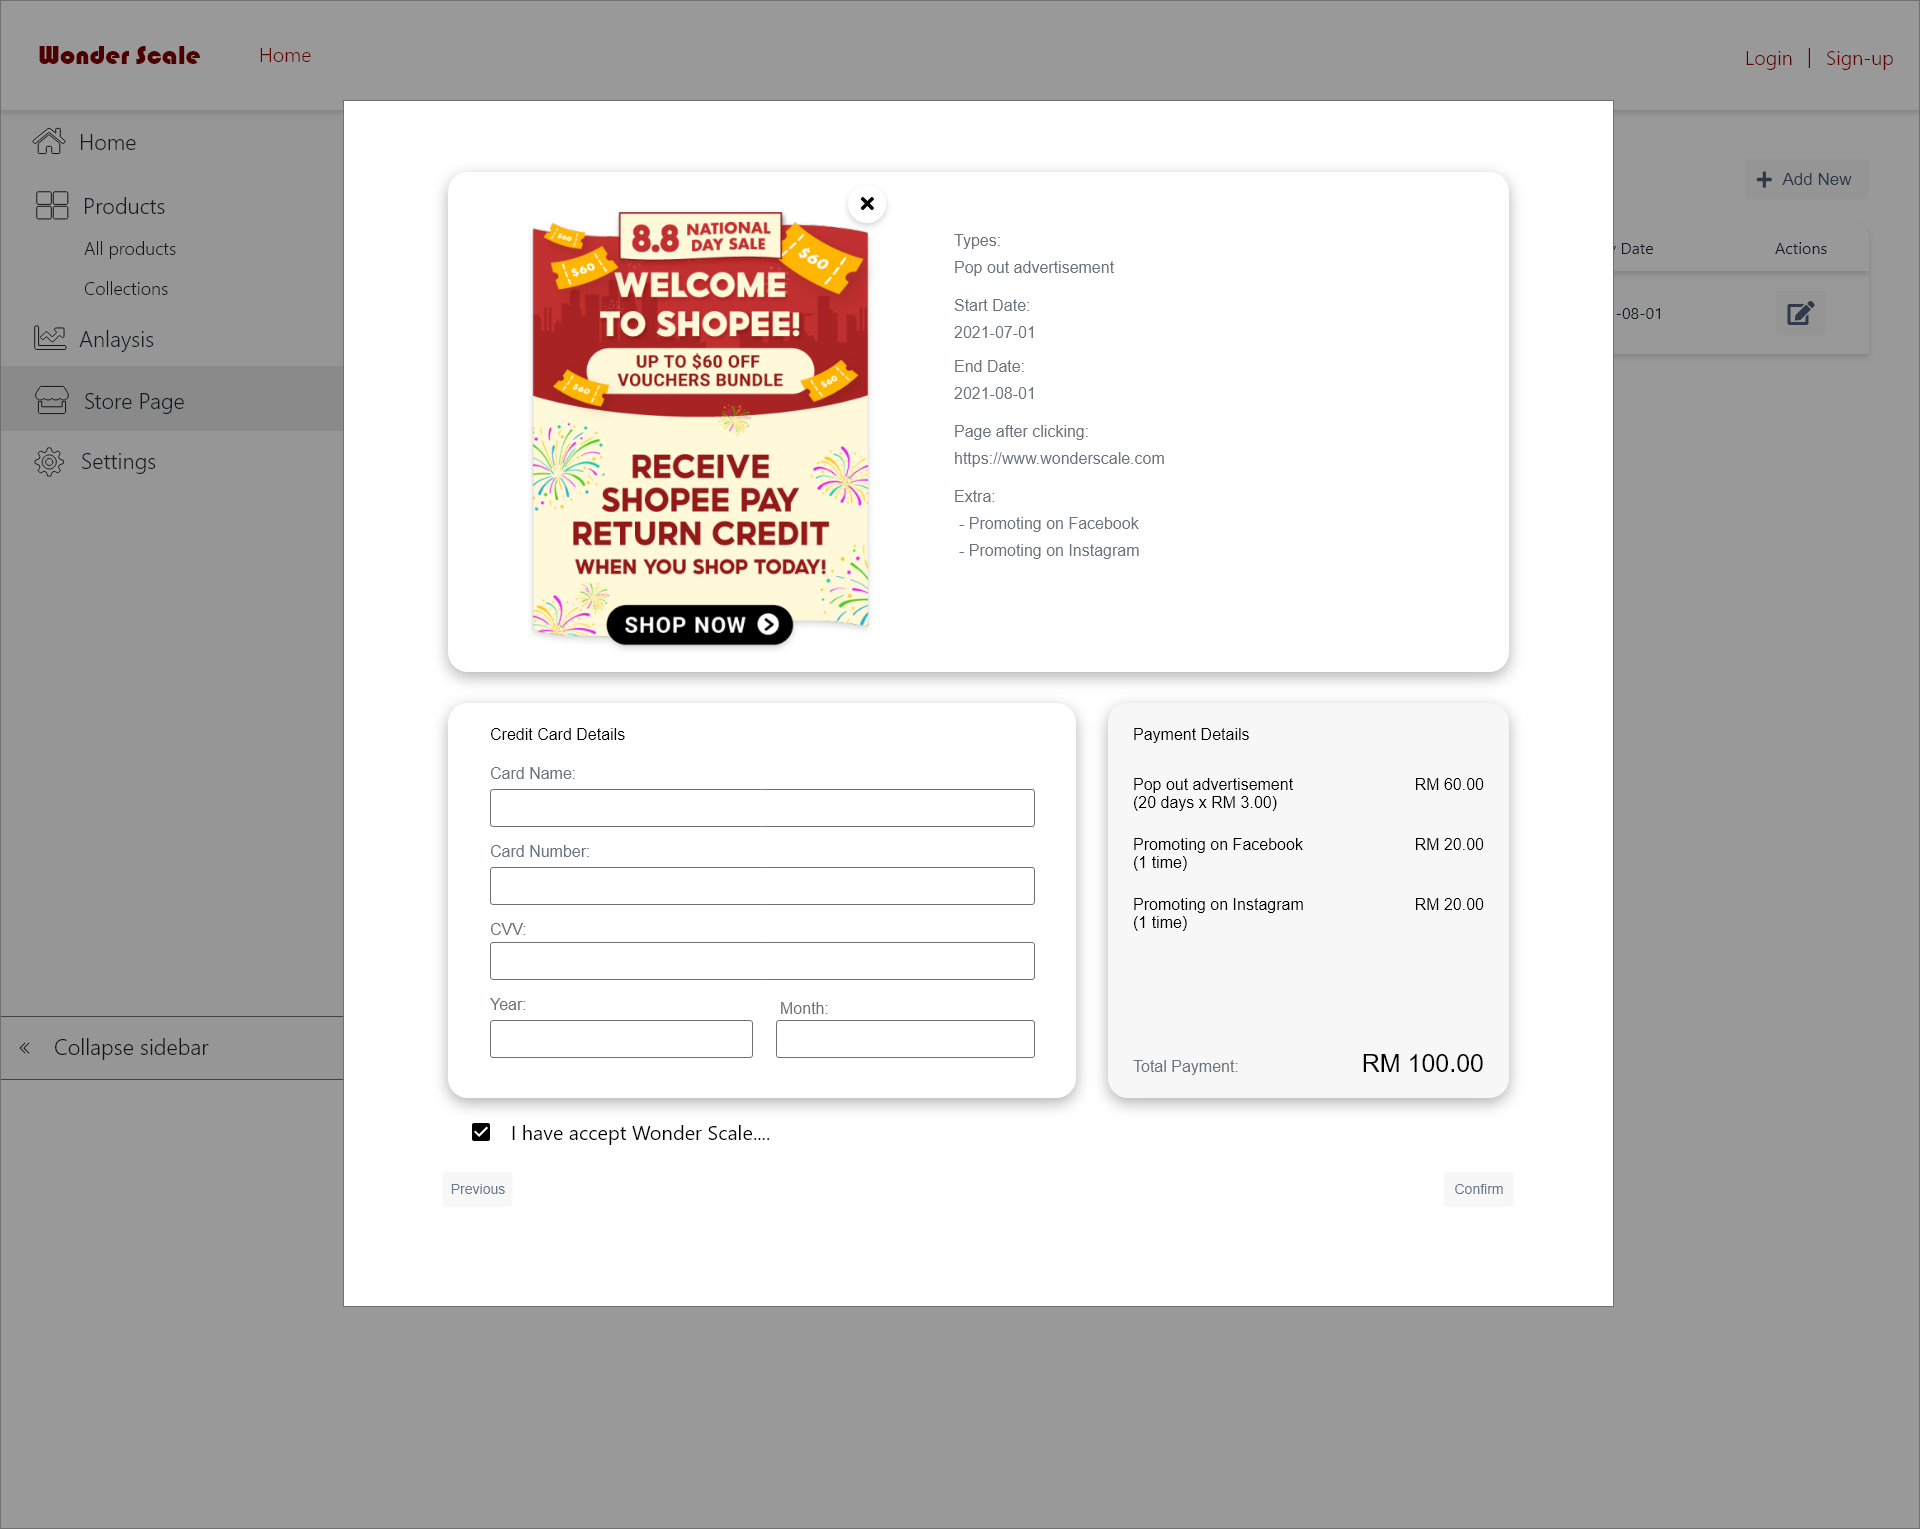 Wonder Scale
Home
Login | Sign-up
Home
Products
All products
Collections
Anlaysis
Store Page
Settings
« Collapse sidebar
Add New
Date
Actions
-08-01
8.8 NATIONAL
DAY SALE
$60
$60
$60
WELCOME
TO SHOPEE!
UP TO $60 OFF
VOUCHERS BUNDLE
$60
$60
RECEIVE
SHOPEE PAY
RETURN CREDIT
WHEN YOU SHOP TODAY!
SHOP NOW
Types:
Pop out advertisement
Start Date:
2021-07-01
End Date:
2021-08-01
Page after clicking:
https://www.wonderscale.com
Extra:
- Promoting on Facebook
- Promoting on Instagram
Credit Card Details
Card Name:
Card Number:
CVV:
Year:
Month:
Payment Details
Pop out advertisement RM 60.00
(20 days x RM 3.00)
Promoting on Facebook RM 20.00
(1 time)
Promoting on Instagram RM 20.00
(1 time)
Total Payment: RM 100.00
I have accept Wonder Scale....
Previous
Confirm